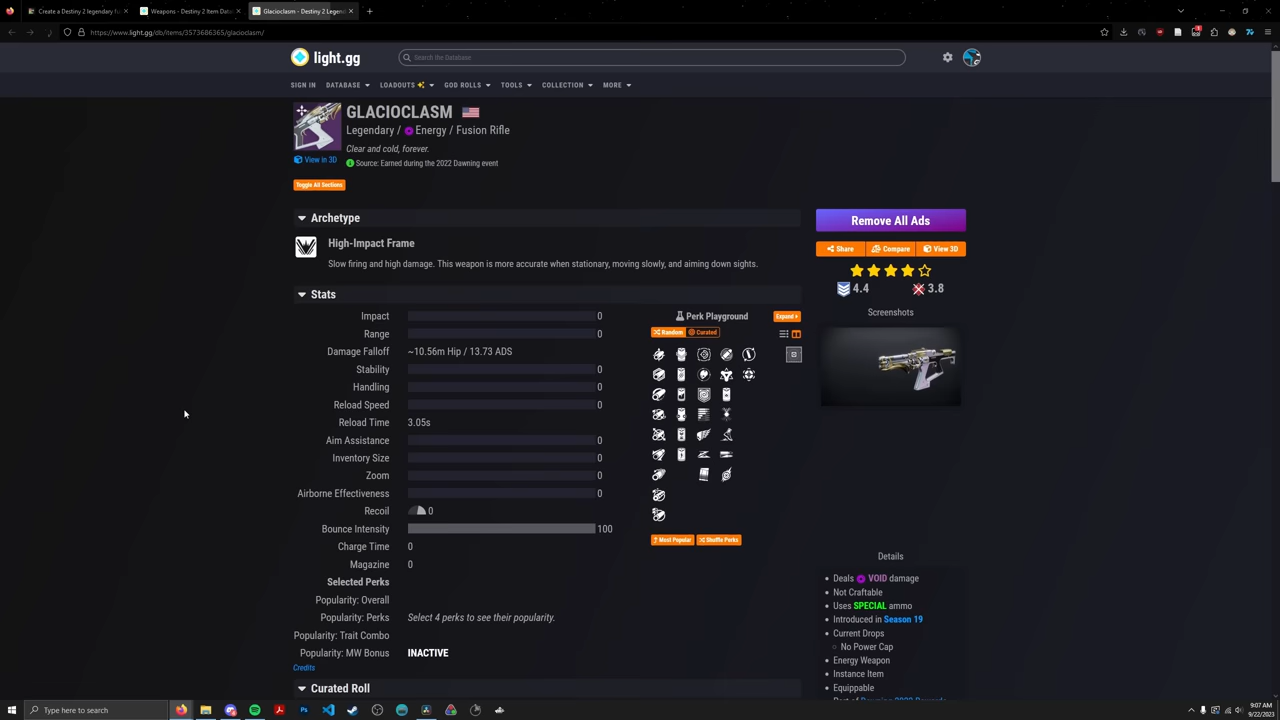 Create a Destiny 2 legendary f
Weapons - Destiny 2 Item Data
Glacioclasm - Destiny 2 Legend
https://www.light.gg/db/items/3573686365/glacioclasm/
light.gg
Search the Database
SIGN IN DATABASE LOADOUTS GOD ROLLS TOOLS COLLECTION MORE
GLACIOCLASM
Legendary / Energy / Fusion Rifle
Clear and cold, forever.
View in 3D
Source: Earned during the 2022 Dawning event
Toggle All Sections
Archetype
High-Impact Frame
Slow firing and high damage. This weapon is more accurate when stationary, moving slowly, and aiming down sights.
Stats
Impact 0
Range 0
Damage Falloff ~10.56m Hip / 13.73 ADS
Stability 0
Handling 0
Reload Speed 0
Reload Time 3.05s
Aim Assistance 0
Inventory Size 0
Zoom 0
Airborne Effectiveness 0
Recoil 0
Bounce Intensity 100
Charge Time 0
Magazine 0
Selected Perks
Popularity: Overall
Popularity: Perks Select 4 perks to see their popularity.
Popularity: Trait Combo
Popularity: MW Bonus INACTIVE
Credits
Curated Roll
Perk Playground
Expand
Random Curated
Most Popular Shuffle Perks
Remove All Ads
Share Compare View 3D
4.4 3.8
Screenshots
Details
Deals VOID damage
Not Craftable
Uses SPECIAL ammo
Introduced in Season 19
Current Drops
No Power Cap
Energy Weapon
Instance Item
Equippable
Part of Dawning 2022 Rewards
Type here to search
9:07 AM
9/22/2023